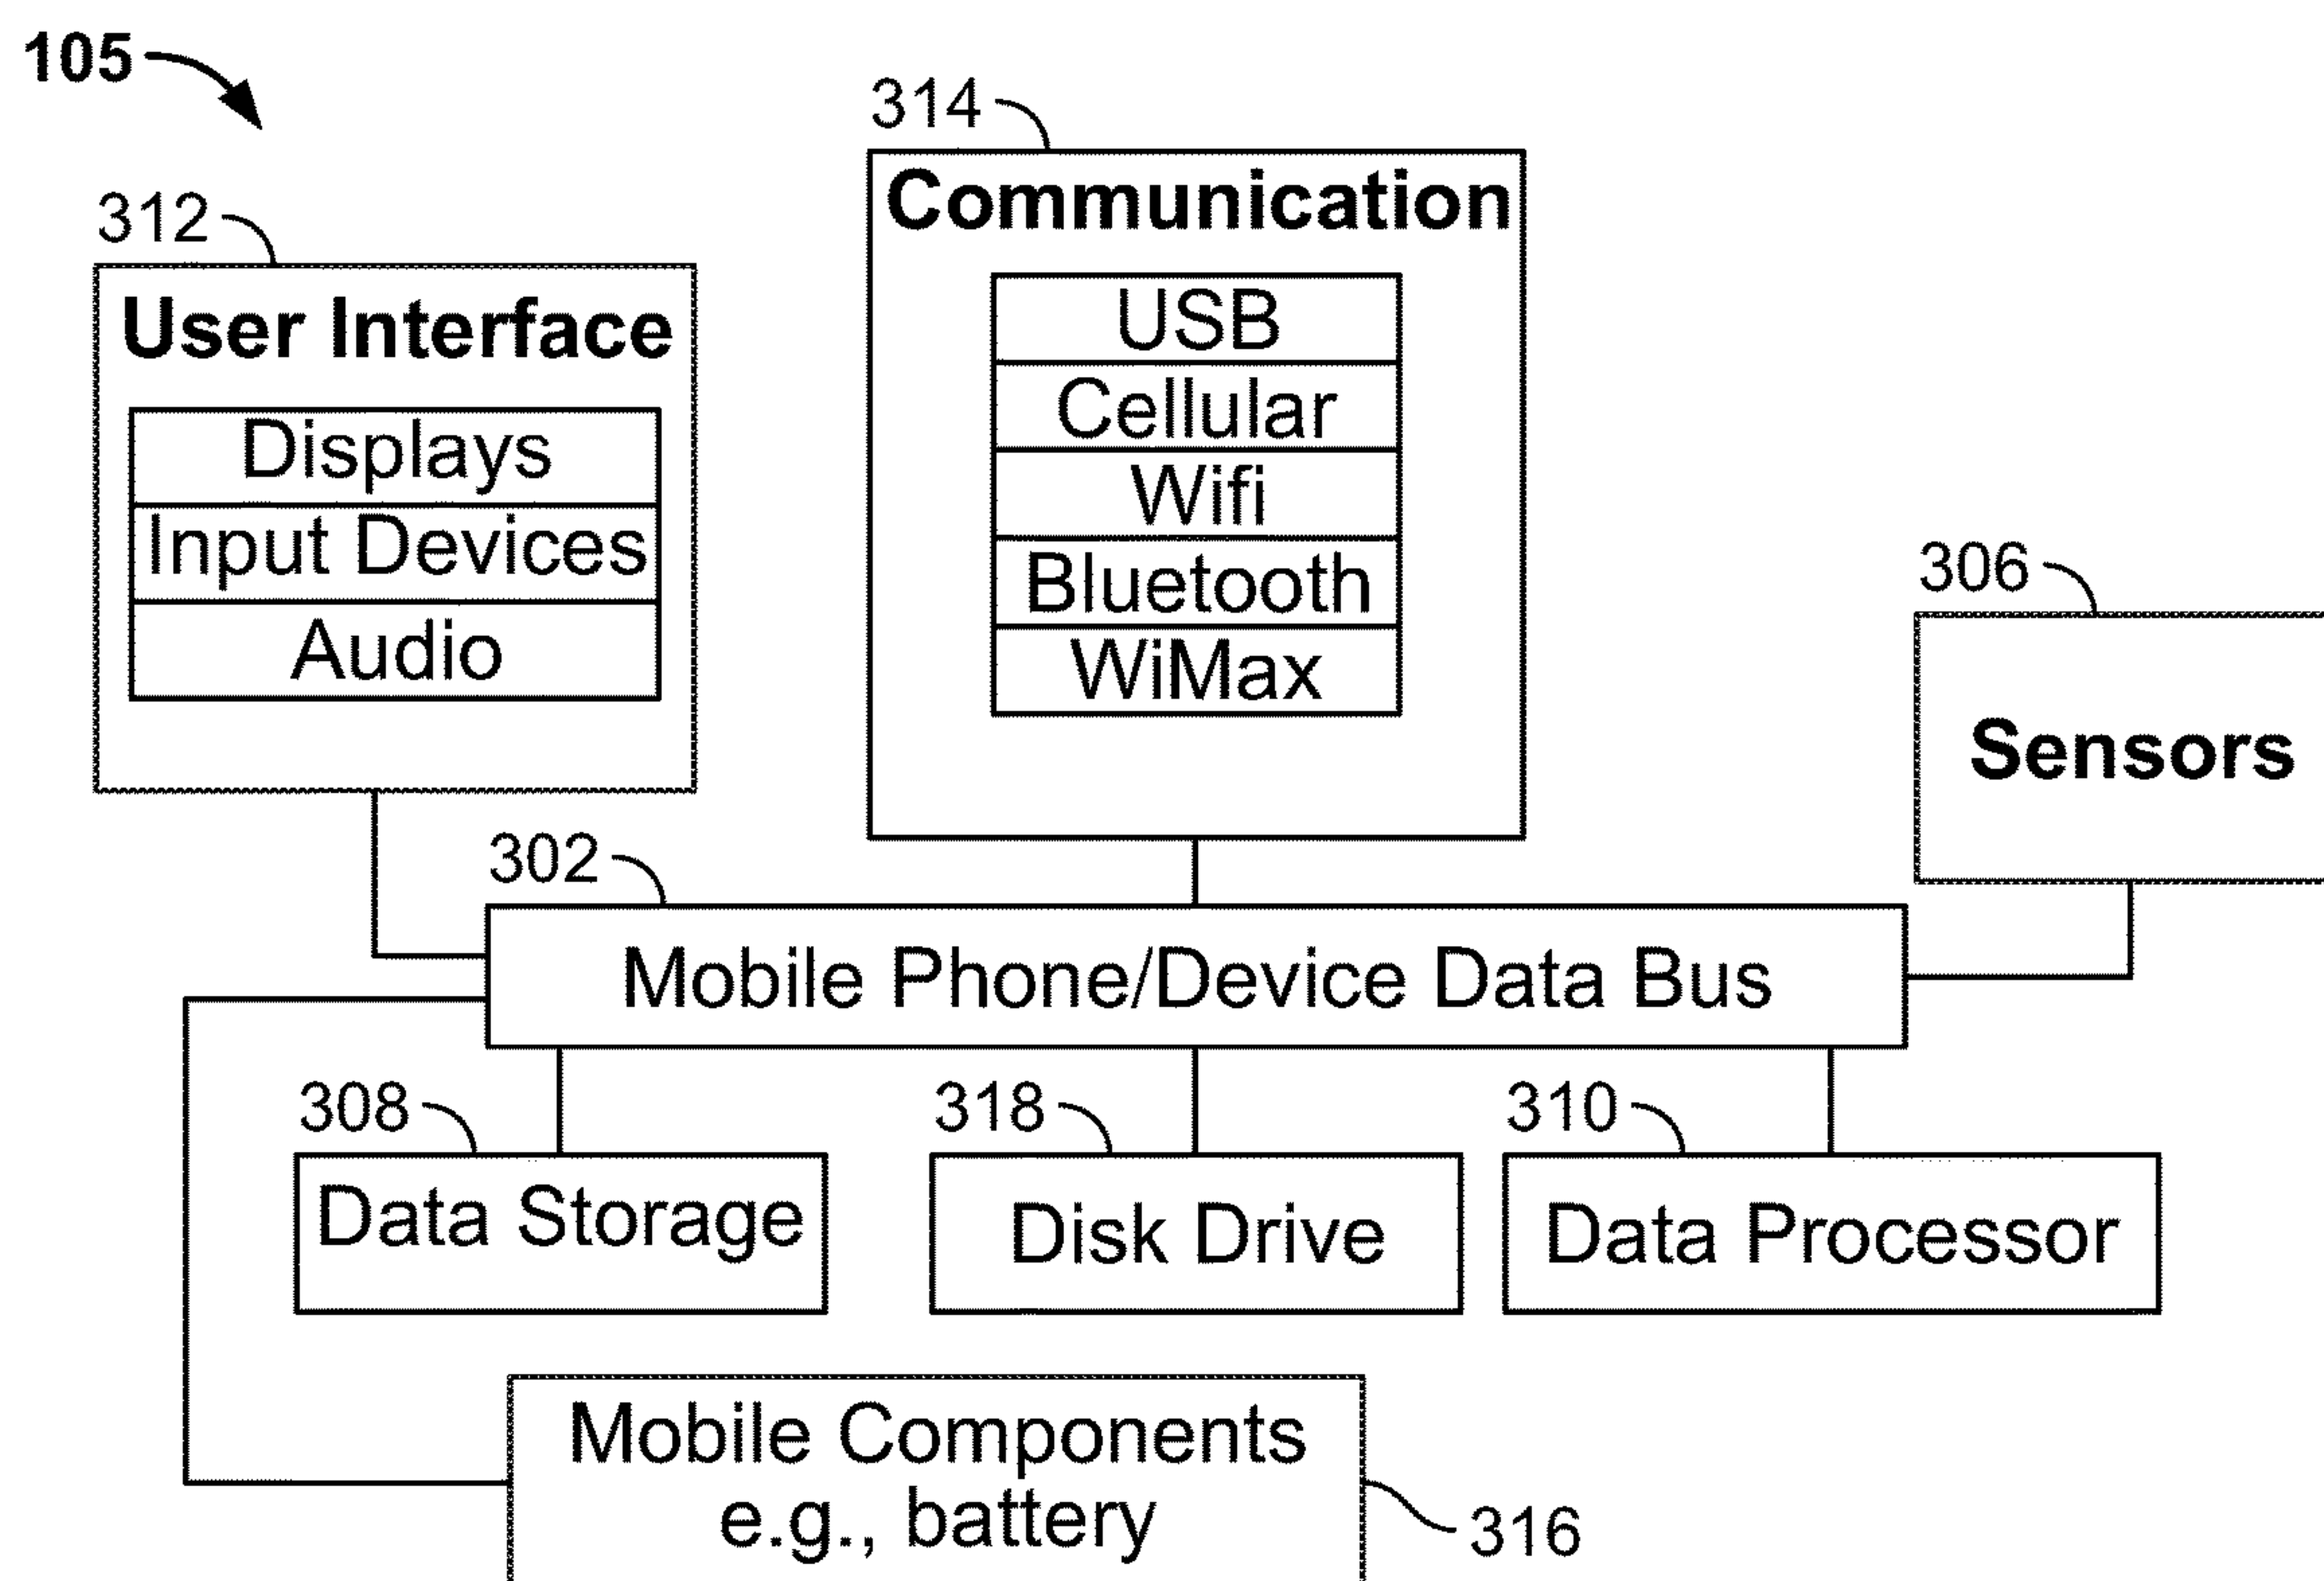 105
314
Communication
312
User Interface
USB
Cellular
Displays
Wifi
Input Devices
Bluetooth
306
Audio
WiMax
Sensors
302
Mobile Phone/Device Data Bus
308
318
310
Data Storage
Disk Drive
Data Processor
Mobile Components
e.g., battery
316